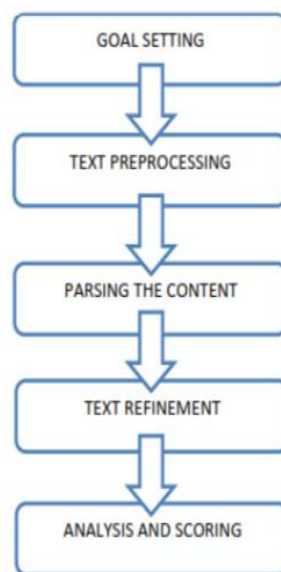 GOAL SETTING
TEXT PREPROCESSING
PARSING THE CONTENT
TEXT REFINEMENT
ANALYSIS AND SCORING